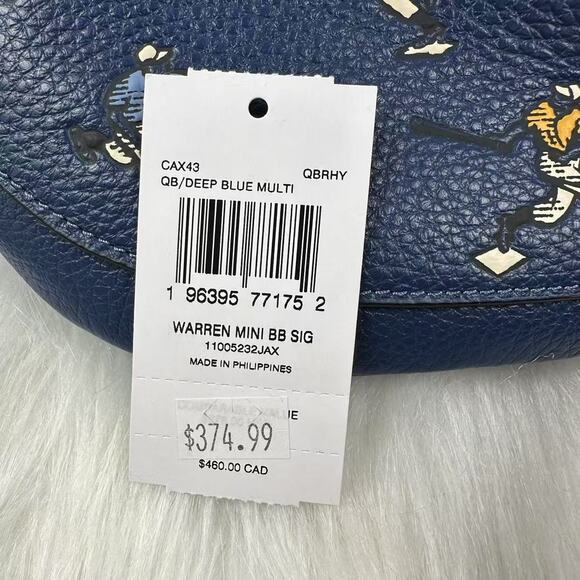 CAX43 QBRHY
QB/DEEP BLUE MULTI
1 96395 77175 2
WARREN MINI BB SIG
11005232JAX
MADE IN PHILIPPINES
$374.99
$460.00 CAD